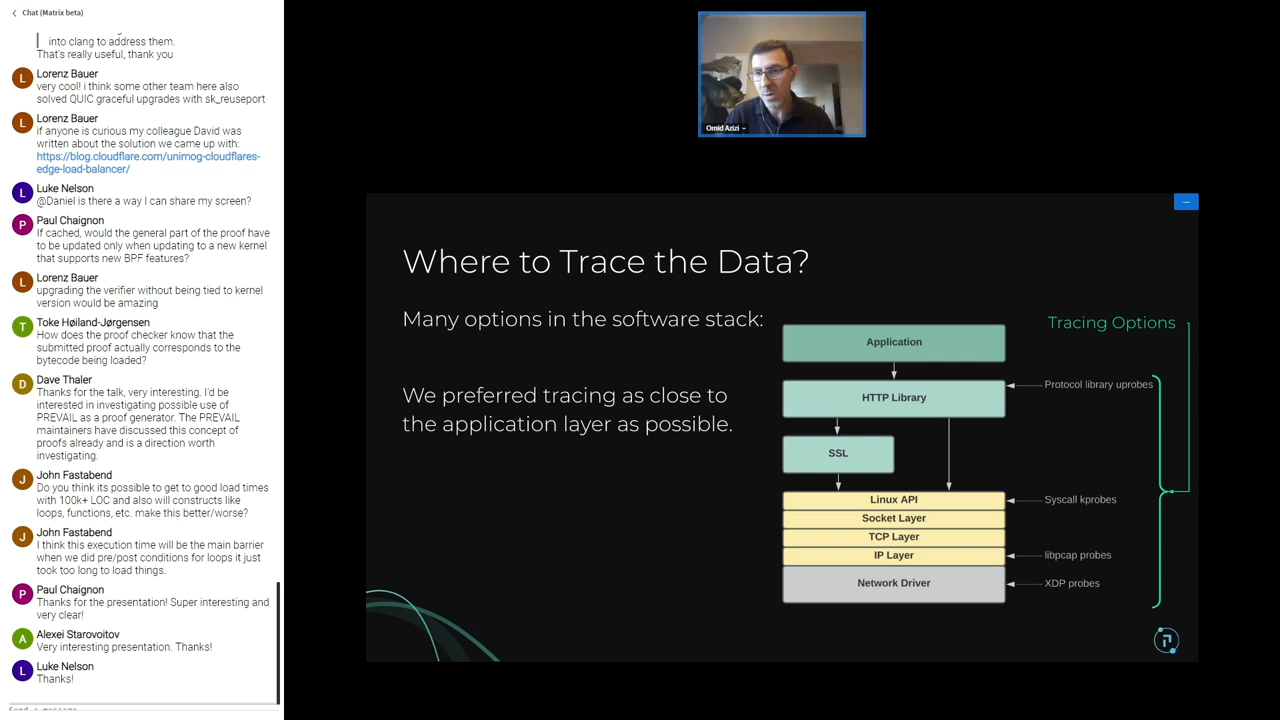 Chat (Matrix beta)
into clang to address them.
That's really useful, thank you
L
Lorenz Bauer
very cool! i think some other team here also
solved QUIC graceful upgrades with sk_reuseport
L
Lorenz Bauer
if anyone is curious my colleague David was
written about the solution we came up with:
https://blog.cloudflare.com/unimog-cloudflares-
edge-load-balancer/
L
Luke Nelson
@Daniel is there a way I can share my screen?
P
Paul Chaignon
If cached, would the general part of the proof have
to be updated only when updating to a new kernel
that supports new BPF features?
L
Lorenz Bauer
upgrading the verifier without being tied to kernel
version would be amazing
T
Toke Høiland-Jørgensen
How does the proof checker know that the
submitted proof actually corresponds to the
bytecode being loaded?
D
Dave Thaler
Thanks for the talk, very interesting. I'd be
interested in investigating possible use of
PREVAIL as a proof generator. The PREVAIL
maintainers have discussed this concept of
proofs already and is a direction worth
investigating.
J
John Fastabend
Do you think its possible to get to good load times
with 100k+ LOC and also will constructs like
loops, functions, etc. make this better/worse?
J
John Fastabend
I think this execution time will be the main barrier
when we did pre/post conditions for loops it just
took too long to load things.
P
Paul Chaignon
Thanks for the presentation! Super interesting and
very clear!
A
Alexei Starovoitov
Very interesting presentation. Thanks!
L
Luke Nelson
Thanks!
Send a message
Omid Azizi
Where to Trace the Data?
Many options in the software stack:
We preferred tracing as close to
the application layer as possible.
Tracing Options
Application
HTTP Library
Protocol library uprobes
SSL
Linux API
Syscall kprobes
Socket Layer
TCP Layer
IP Layer
libpcap probes
Network Driver
XDP probes